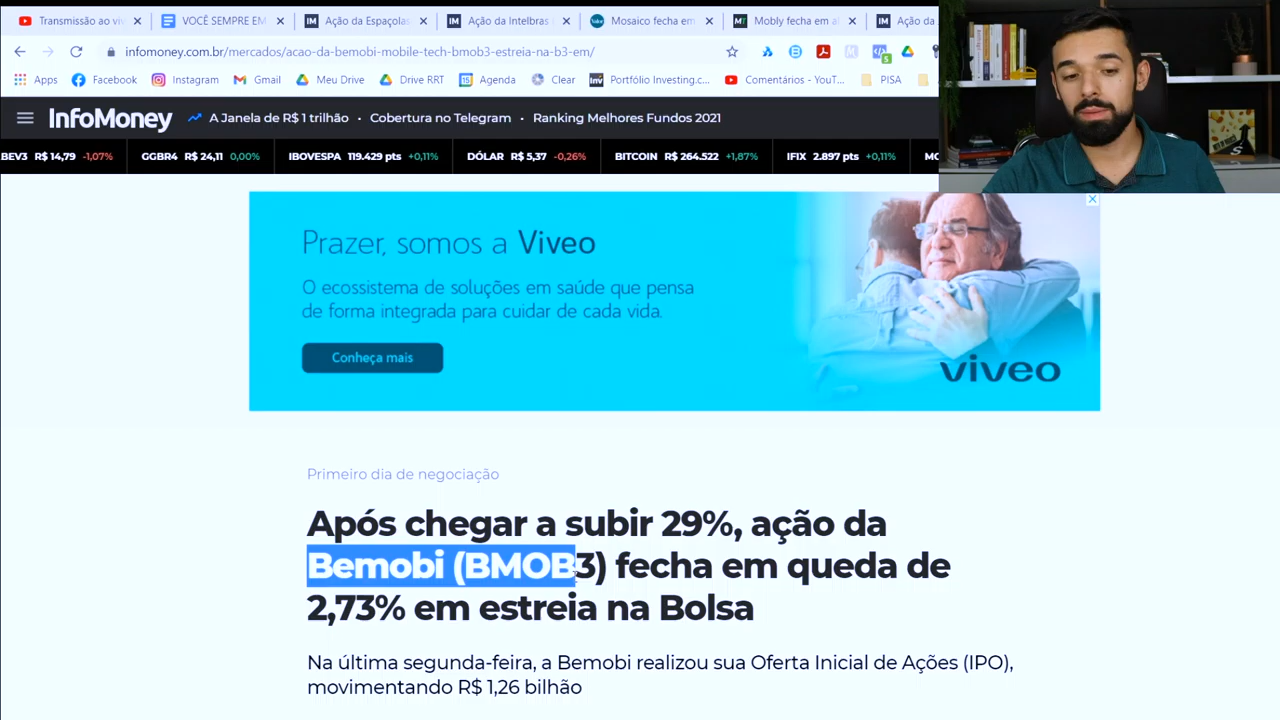 Transmissão ao viv
VOCÊ SEMPRE EM
Ação da Espaçolas
Ação da Intelbras
Mosaico fecha em
Mobly fecha em al
Ação da
infomoney.com.br/mercados/acao-da-bemobi-mobile-tech-bmob3-estreia-na-b3-em/
Apps
Facebook
Instagram
Gmail
Meu Drive
Drive RRT
Agenda
Clear
Portfólio Investing.c...
Comentários - YouT...
PISA
InfoMoney
A Janela de R$ 1 trilhão • Cobertura no Telegram • Ranking Melhores Fundos 2021
BEV3 R$ 14,79 -1,07%
GGBR4 R$ 24,11 0,00%
IBOVESPA 119.429 pts +0,11%
DÓLAR R$ 5,37 -0,26%
BITCOIN R$ 264.522 +1,87%
IFIX 2.897 pts +0,11%
Prazer, somos a Viveo
O ecossistema de soluções em saúde que pensa
de forma integrada para cuidar de cada vida.
Conheça mais
viveo
Primeiro dia de negociação
Após chegar a subir 29%, ação da
Bemobi (BMOB3) fecha em queda de
2,73% em estreia na Bolsa
Na última segunda-feira, a Bemobi realizou sua Oferta Inicial de Ações (IPO),
movimentando R$ 1,26 bilhão